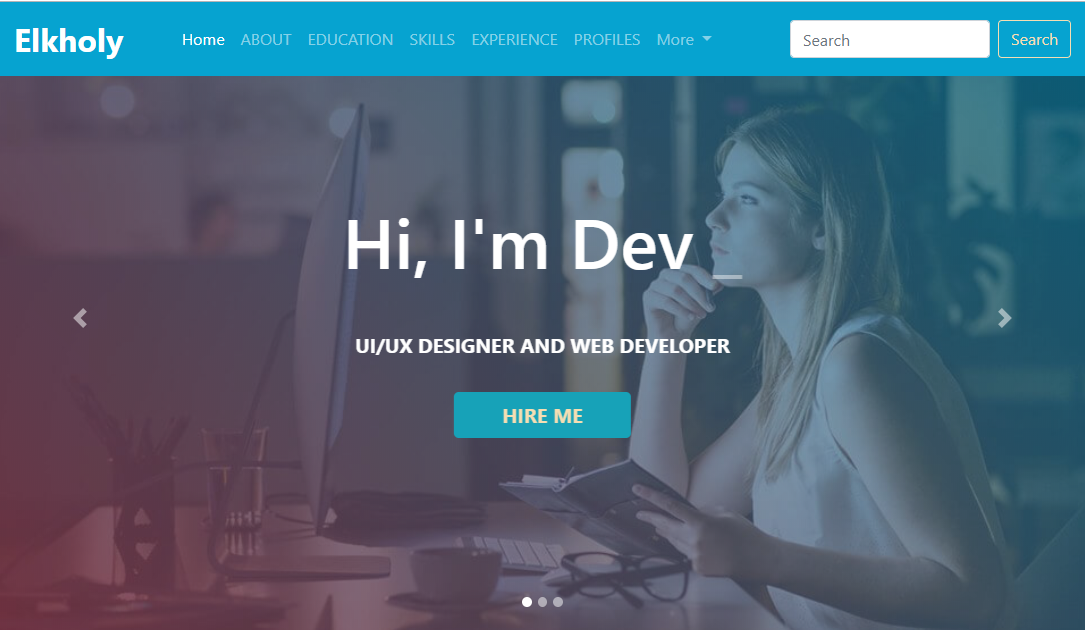 Elkholy Home ABOUT EDUCATION SKILLS EXPERIENCE PROFILES More Search Search
Hi, I'm Dev _
UI/UX DESIGNER AND WEB DEVELOPER
HIRE ME